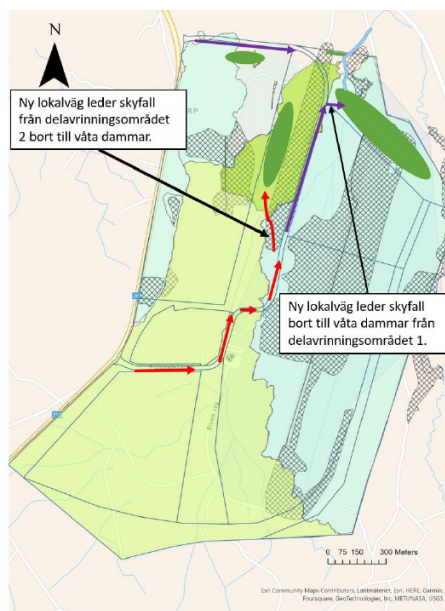 N
Ny lokalväg leder skyfall
från delavrinningsområdet
2 bort till våta dammar.
Ny lokalväg leder skyfall
bort till våta dammar från
delavrinningsområdet 1.
0 75 150 300 Meters
Esri Community Maps Contributors, Lantmäteriet, Esri, HERE, Garmin,
Foursquare, GeoTechnologies, Inc, METI/NASA, USGS